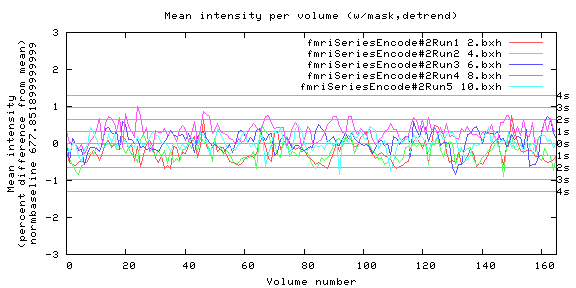 Mean intensity per volume (w/mask,detrend)
fmriSeriesEncode#2Run1 2.bxh
fmriSeriesEncode#2Run2 4.bxh
fmriSeriesEncode#2Run3 6.bxh
fmriSeriesEncode#2Run4 8.bxh
fmriSeriesEncode#2Run5 10.bxh
Mean intensity
(percent difference from mean)
normbaseline 677.851899999999999
3
2
1
0
-1
-2
-3
4s
3s
2s
1s
0s
1s
2s
3s
4s
0 20 40 60 80 100 120 140 160
Volume number